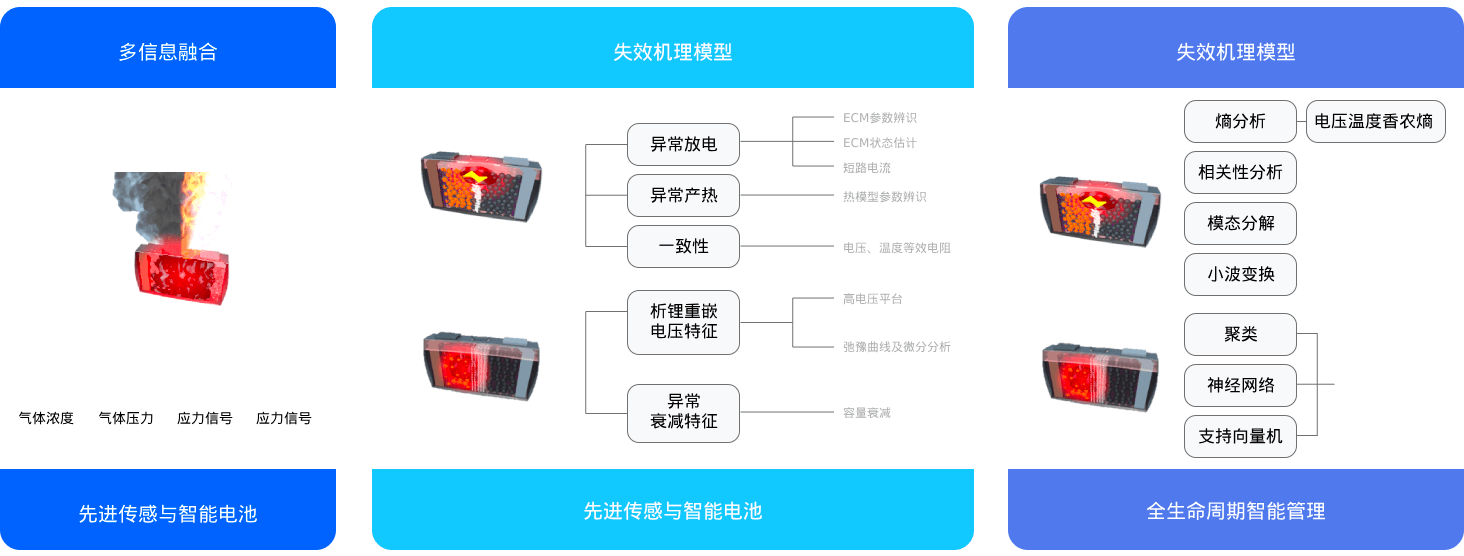 多信息融合
气体浓度
气体压力
应力信号
应力信号
先进传感与智能电池
失效机理模型
异常放电
ECM参数辨识
ECM状态估计
短路电流
异常产热
热模型参数辨识
一致性
电压、温度等效电阻
析锂重嵌
电压特征
高电压平台
弛豫曲线及微分分析
异常
衰减特征
容量衰减
先进传感与智能电池
失效机理模型
熵分析
电压温度香农熵
相关性分析
模态分解
小波变换
聚类
神经网络
支持向量机
全生命周期智能管理